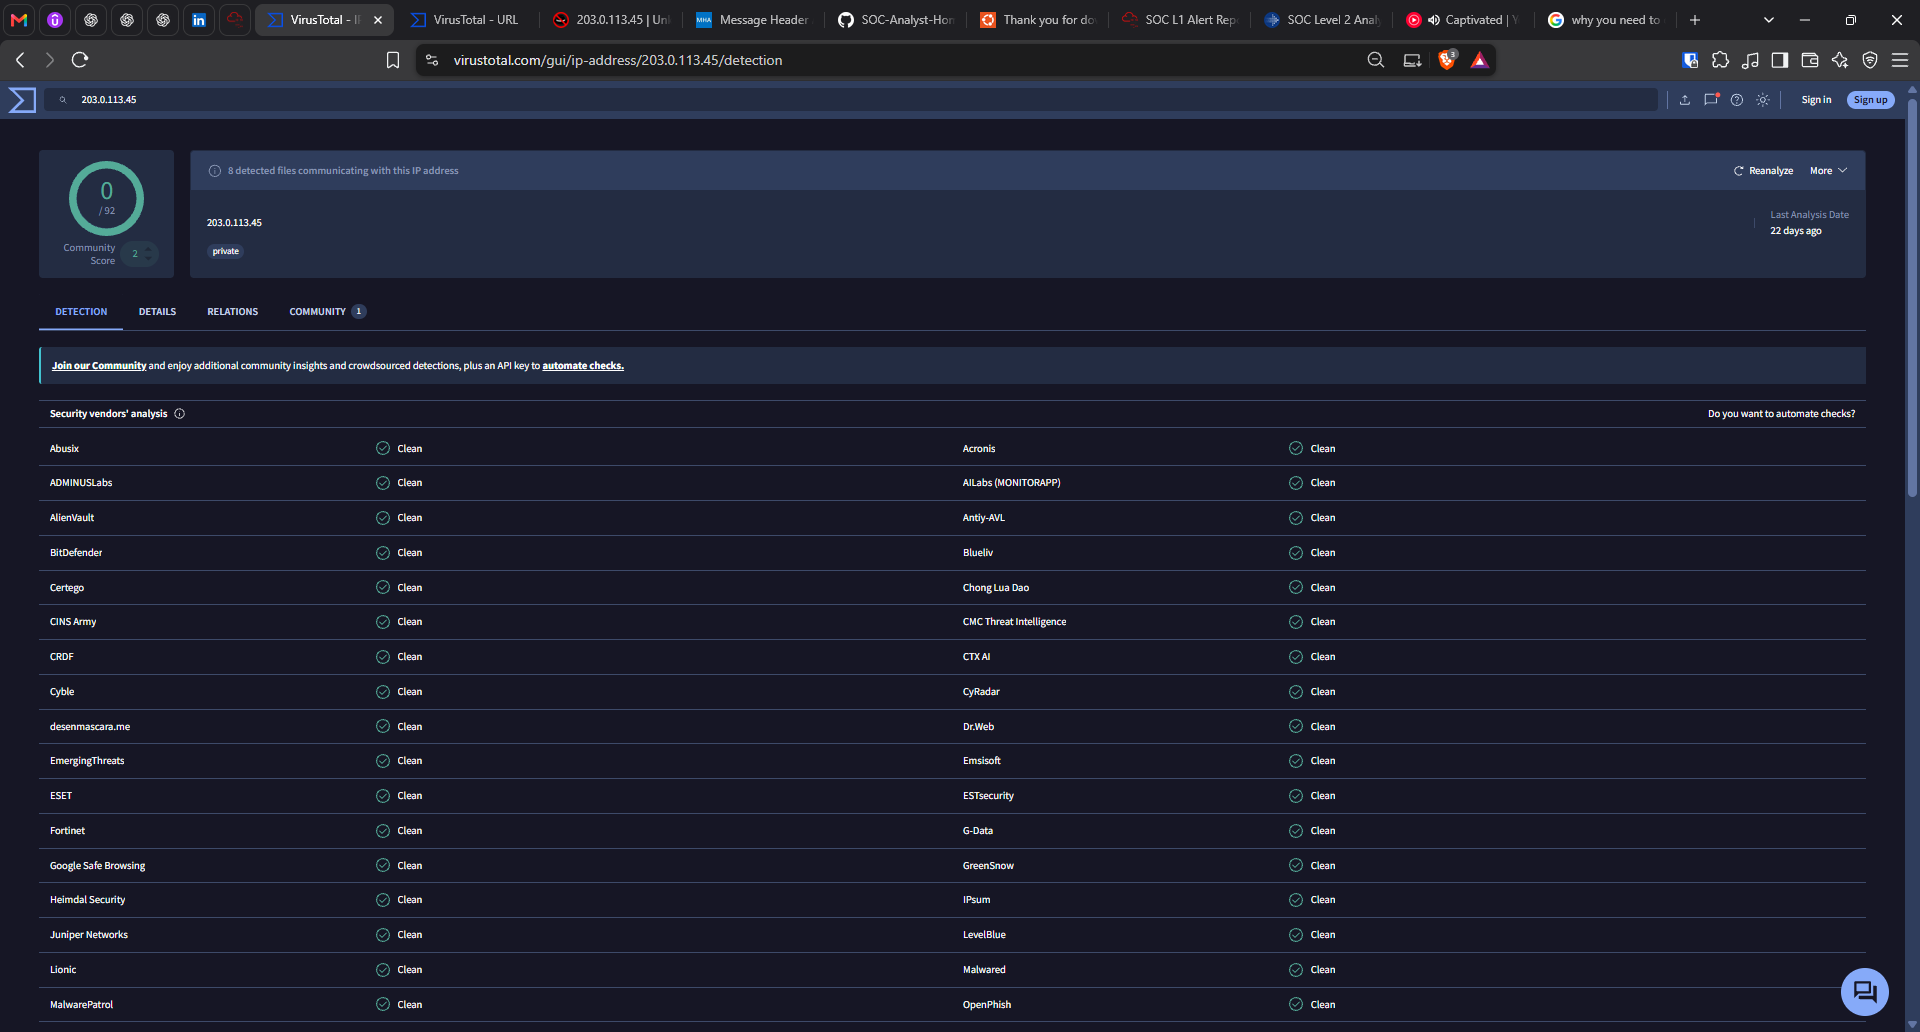 VirusTotal - IP
VirusTotal - URL
203.0.113.45 | Un
MHA
Message Header
SOC-Analyst-Hom
Thank you for do
SOC L1 Alert Rep
SOC Level 2 Anal
Captivated | Y
why you need to
virustotal.com/gui/ip-address/203.0.113.45/detection
3
203.0.113.45
Sign in
Sign up
0
/ 92
Community
Score
2
8 detected files communicating with this IP address
Reanalyze
More
203.0.113.45
private
Last Analysis Date
22 days ago
DETECTION
DETAILS
RELATIONS
COMMUNITY 1
Join our Community and enjoy additional community insights and crowdsourced detections, plus an API key to automate checks.
Security vendors' analysis
Do you want to automate checks?
Abusix Clean Acronis Clean
ADMINUSLabs Clean AILabs (MONITORAPP) Clean
AlienVault Clean Antiy-AVL Clean
BitDefender Clean Blueliv Clean
Certego Clean Chong Lua Dao Clean
CINS Army Clean CMC Threat Intelligence Clean
CRDF Clean CTX AI Clean
Cyble Clean CyRadar Clean
desenmascara.me Clean Dr.Web Clean
EmergingThreats Clean Emsisoft Clean
ESET Clean ESTsecurity Clean
Fortinet Clean G-Data Clean
Google Safe Browsing Clean GreenSnow Clean
Heimdal Security Clean IPsum Clean
Juniper Networks Clean LevelBlue Clean
Lionic Clean Malwared Clean
MalwarePatrol Clean OpenPhish Clean